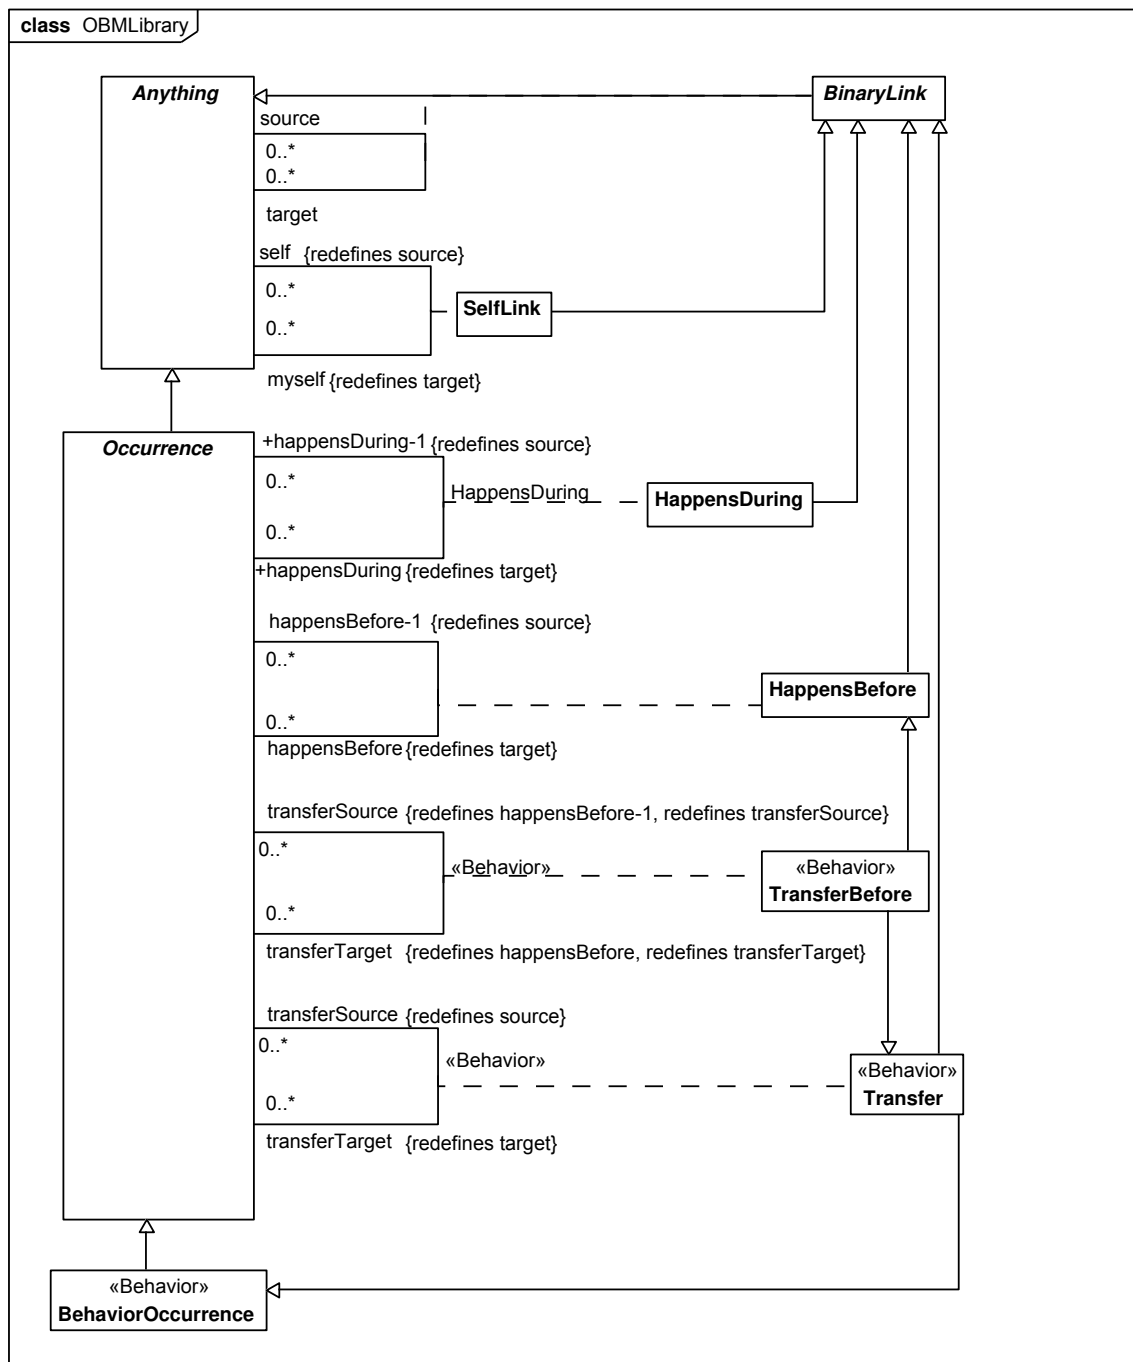 class OBMLibrary
Anything
BinaryLink
source
0..*
0..*
target
self {redefines source}
0..*
SelfLink
0..*
myself {redefines target}
Occurrence
+happensDuring-1 {redefines source}
0..*
HappensDuring
HappensDuring
0..*
+happensDuring {redefines target}
happensBefore-1 {redefines source}
0..*
HappensBefore
0..*
happensBefore {redefines target}
transferSource {redefines happensBefore-1, redefines transferSource}
0..*
«Behavior»
«Behavior»
TransferBefore
0..*
transferTarget {redefines happensBefore, redefines transferTarget}
transferSource {redefines source}
0..*
«Behavior»
«Behavior»
Transfer
0..*
transferTarget {redefines target}
«Behavior»
BehaviorOccurrence